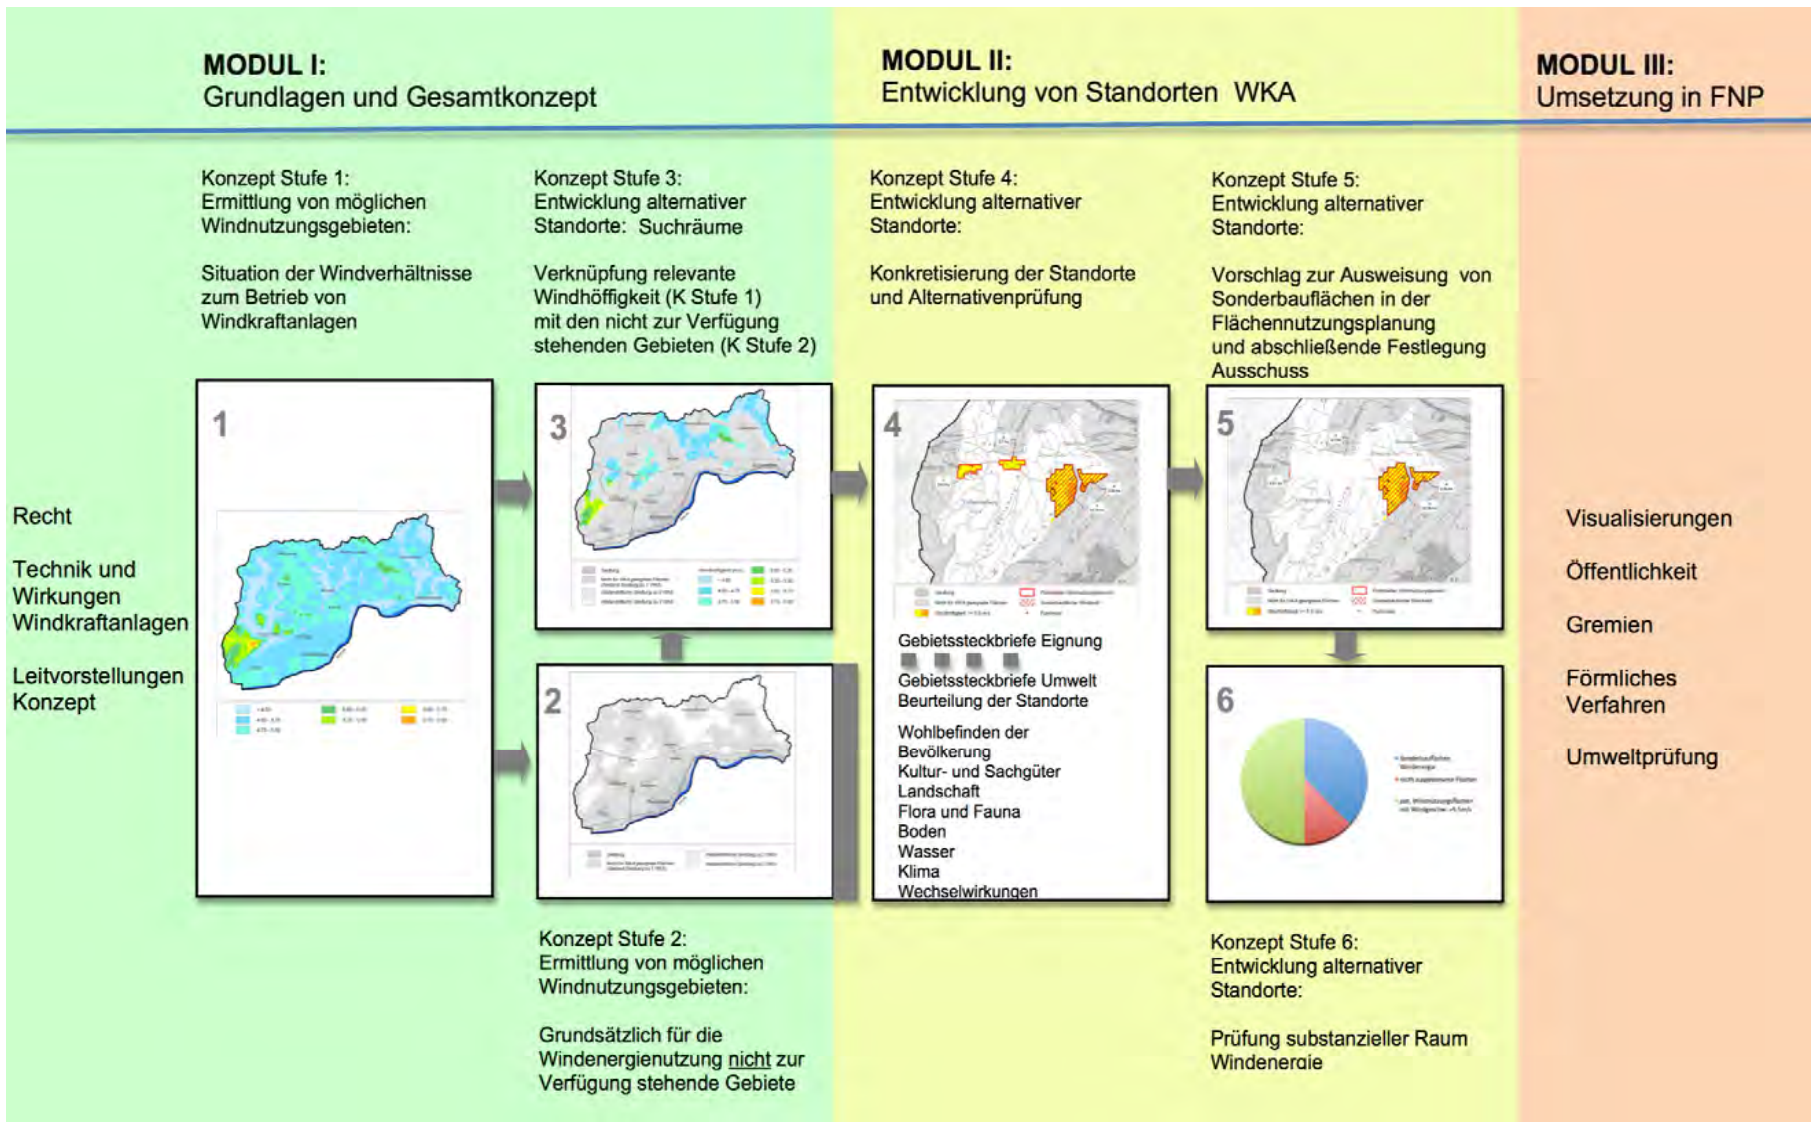 MODUL I:
Grundlagen und Gesamtkonzept
MODUL II:
Entwicklung von Standorten WKA
MODUL III:
Umsetzung in FNP
Recht
Technik und
Wirkungen
Windkraftanlagen
Leitvorstellungen
Konzept
Konzept Stufe 1:
Ermittlung von möglichen
Windnutzungsgebieten:
Situation der Windverhältnisse
zum Betrieb von
Windkraftanlagen
1
Konzept Stufe 3:
Entwicklung alternativer
Standorte: Suchräume
Verknüpfung relevante
Windhöffigkeit (K Stufe 1)
mit den nicht zur Verfügung
stehenden Gebieten (K Stufe 2)
3
2
Konzept Stufe 2:
Ermittlung von möglichen
Windnutzungsgebieten:
Grundsätzlich für die
Windenergienutzung nicht zur
Verfügung stehende Gebiete
Konzept Stufe 4:
Entwicklung alternativer
Standorte:
Konkretisierung der Standorte
und Alternativenprüfung
4
Gebietssteckbriefe Eignung
Gebietssteckbriefe Umwelt
Beurteilung der Standorte
Wohlbefinden der
Bevölkerung
Kultur- und Sachgüter
Landschaft
Flora und Fauna
Boden
Wasser
Klima
Wechselwirkungen
Konzept Stufe 5:
Entwicklung alternativer
Standorte:
Vorschlag zur Ausweisung von
Sonderbauflächen in der
Flächennutzungsplanung
und abschließende Festlegung
Ausschuss
5
6
Konzept Stufe 6:
Entwicklung alternativer
Standorte:
Prüfung substanzieller Raum
Windenergie
Visualisierungen
Öffentlichkeit
Gremien
Förmliches
Verfahren
Umweltprüfung